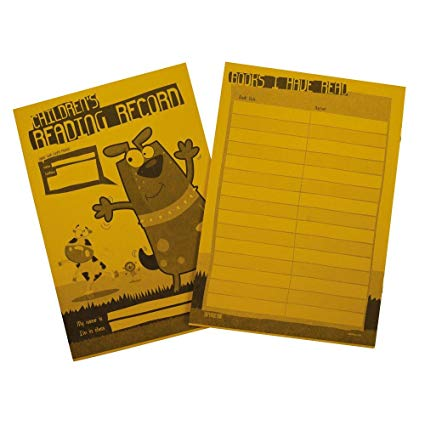 CHILDREN'S
READING RECORD
My name is
I'm in class
BOOKS I HAVE READ
Book title
Author